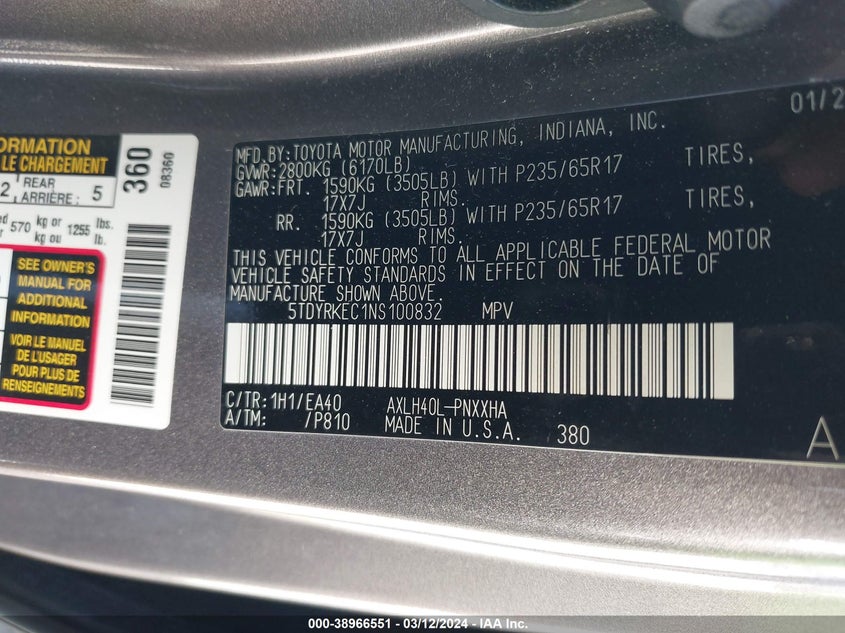 FORMATION
LE CHARGEMENT
2
REAR
ARRIÈRE:
5
570 kg or
kg ou
1255 lbs.
lb.
SEE OWNER'S
MANUAL FOR
ADDITIONAL
INFORMATION
VOIR LE MANUEL
DE L'USAGER
POUR PLUS DE
RENSEIGNEMENTS
360
08360
01/2
MFD.BY:TOYOTA MOTOR MANUFACTURING, INDIANA, INC.
GVWR:2800KG (6170LB)
GAWR:FRT. 1590KG (3505LB) WITH P235/65R17 TIRES,
17X7J RIMS.
RR. 1590KG (3505LB) WITH P235/65R17 TIRES,
17X7J RIMS.
THIS VEHICLE CONFORMS TO ALL APPLICABLE FEDERAL MOTOR
VEHICLE SAFETY STANDARDS IN EFFECT ON THE DATE OF
MANUFACTURE SHOWN ABOVE.
5TDYRKEC1NS100832 MPV
C/TR:1H1/EA40 AXLH40L-PNXXHA
A/TM: /P810 MADE IN U.S.A. 380
A
000-38966551 - 03/12/2024 - IAA Inc.